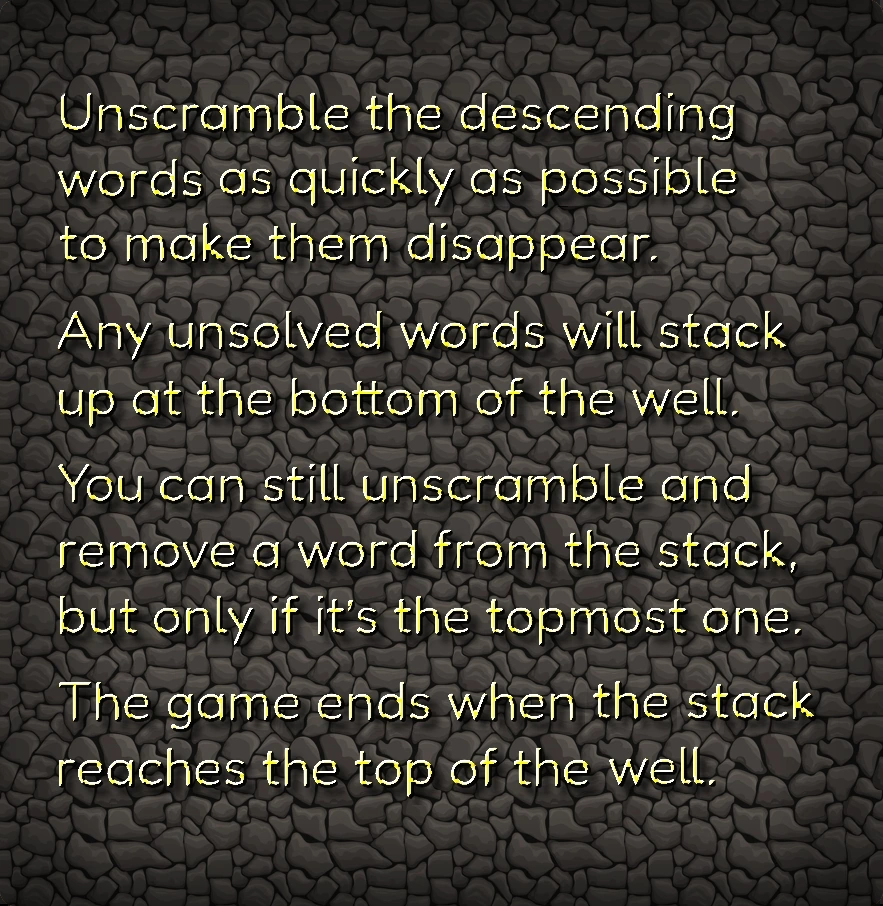 Unscramble the descending
words as quickly as possible
to make them disappear.
Any unsolved words will stack
up at the bottom of the well.
You can still unscramble and
remove a word from the stack,
but only if it's the topmost one.
The game ends when the stack
reaches the top of the well.